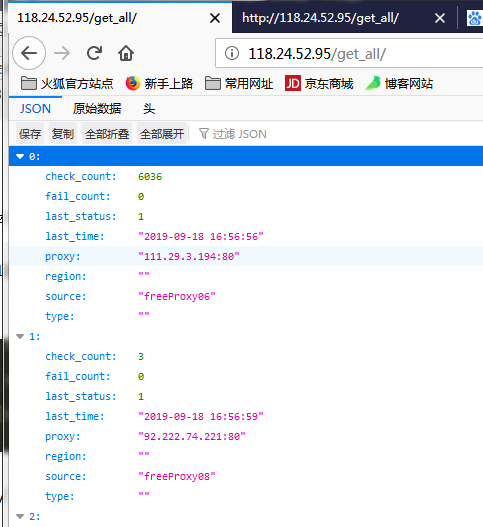 118.24.52.95/get_all/ × http://118.24.52.95/get_all/ ×
118.24.52.95/get_all/
火狐官方站点 新手上路 常用网址 JD 京东商城 博客网站
JSON 原始数据 头
保存 复制 全部折叠 全部展开 过滤 JSON
0:
check_count: 6036
fail_count: 0
last_status: 1
last_time: "2019-09-18 16:56:56"
proxy: "111.29.3.194:80"
region: ""
source: "freeProxy06"
type: ""
1:
check_count: 3
fail_count: 0
last_status: 1
last_time: "2019-09-18 16:56:59"
proxy: "92.222.74.221:80"
region: ""
source: "freeProxy08"
type: ""
2: